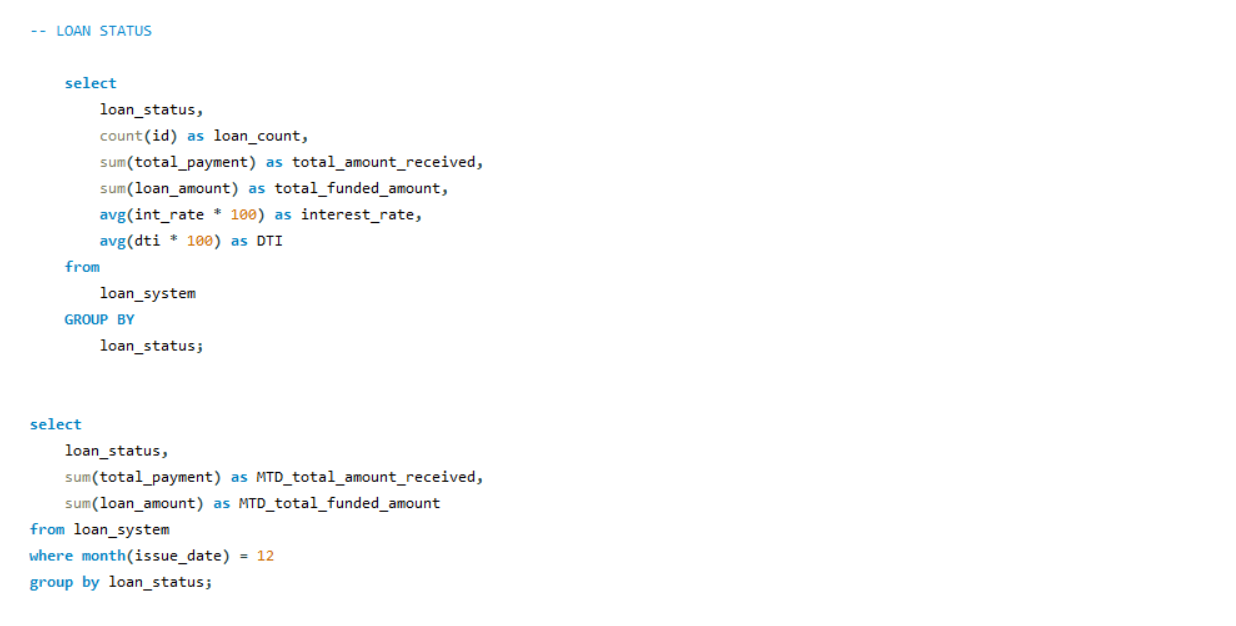 -- LOAN STATUS
select
loan_status,
count(id) as loan_count,
sum(total_payment) as total_amount_received,
sum(loan_amount) as total_funded_amount,
avg(int_rate * 100) as interest_rate,
avg(dti * 100) as DTI
from
loan_system
GROUP BY
loan_status;
select
loan_status,
sum(total_payment) as MTD_total_amount_received,
sum(loan_amount) as MTD_total_funded_amount
from loan_system
where month(issue_date) = 12
group by loan_status;